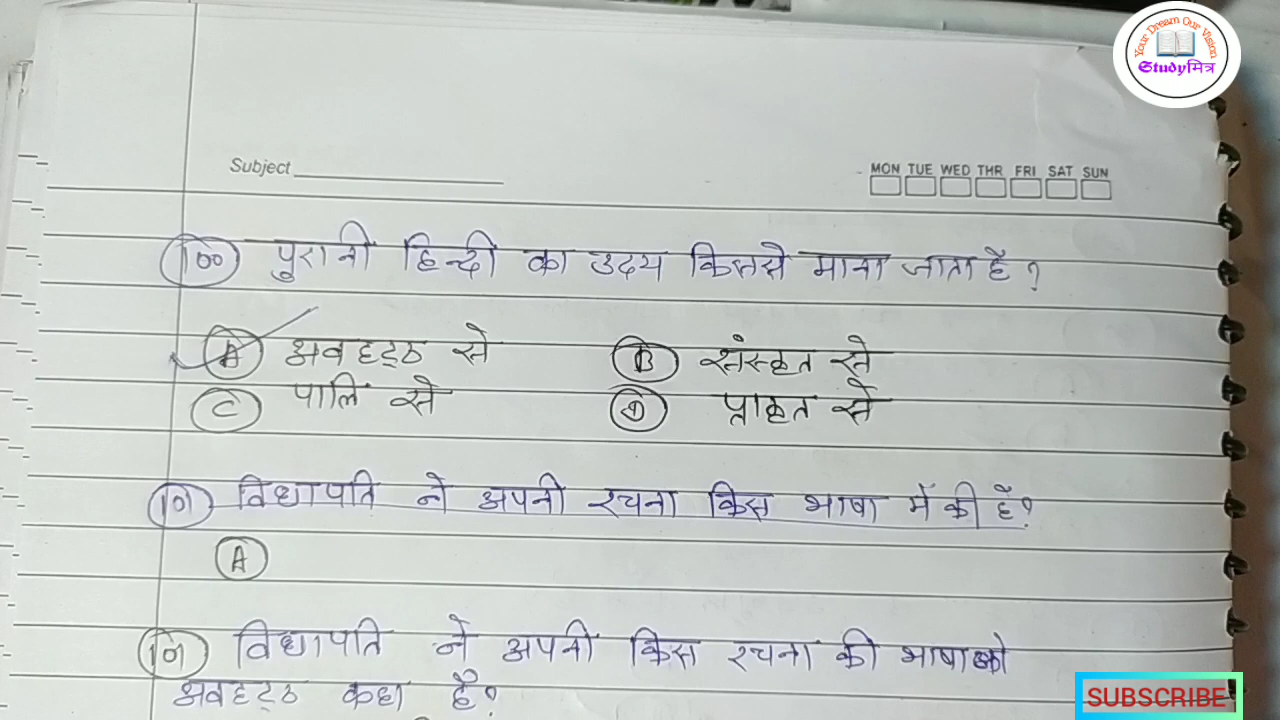 Your Dream Our Vision
Studyमित्र
Subject
MON TUE WED THR FRI SAT SUN
100 पुरानी हिन्दी का उदय किससे माना जाता है?
A अवहट्ठ से B संस्कृत से
C पालि से D प्राकृत से
101 विद्यापति ने अपनी रचना किस भाषा में की है?
A
101 विद्यापति ने अपनी किस रचना की भाषा को
अवहट्ठ कहा है?
SUBSCRIBE